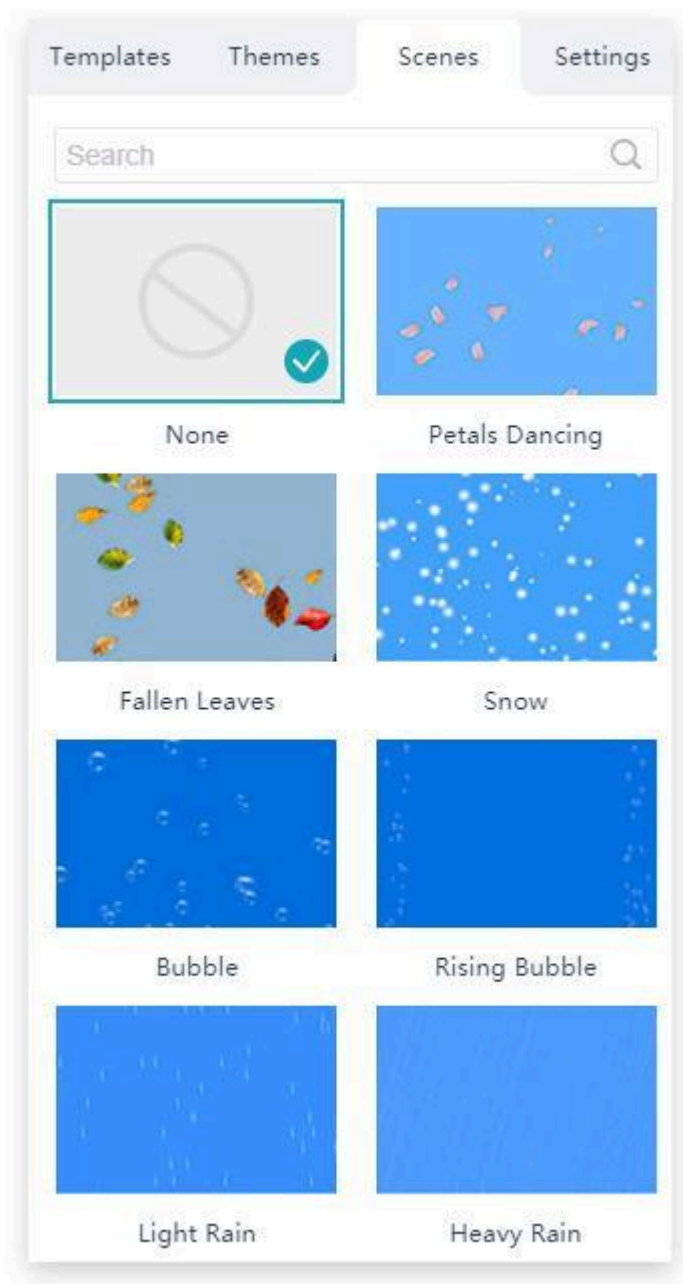 Templates Themes Scenes Settings
Search
None Petals Dancing
Fallen Leaves Snow
Bubble Rising Bubble
Light Rain Heavy Rain